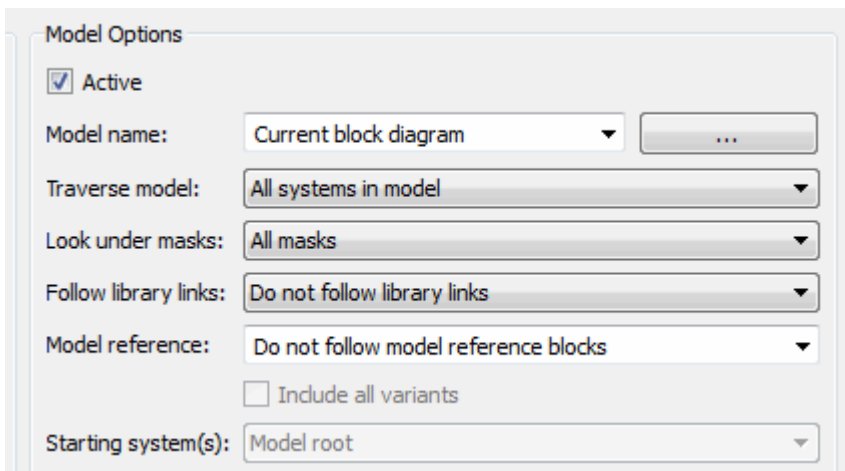 Model Options
Active
Model name: Current block diagram ...
Traverse model: All systems in model
Look under masks: All masks
Follow library links: Do not follow library links
Model reference: Do not follow model reference blocks
Include all variants
Starting system(s): Model root